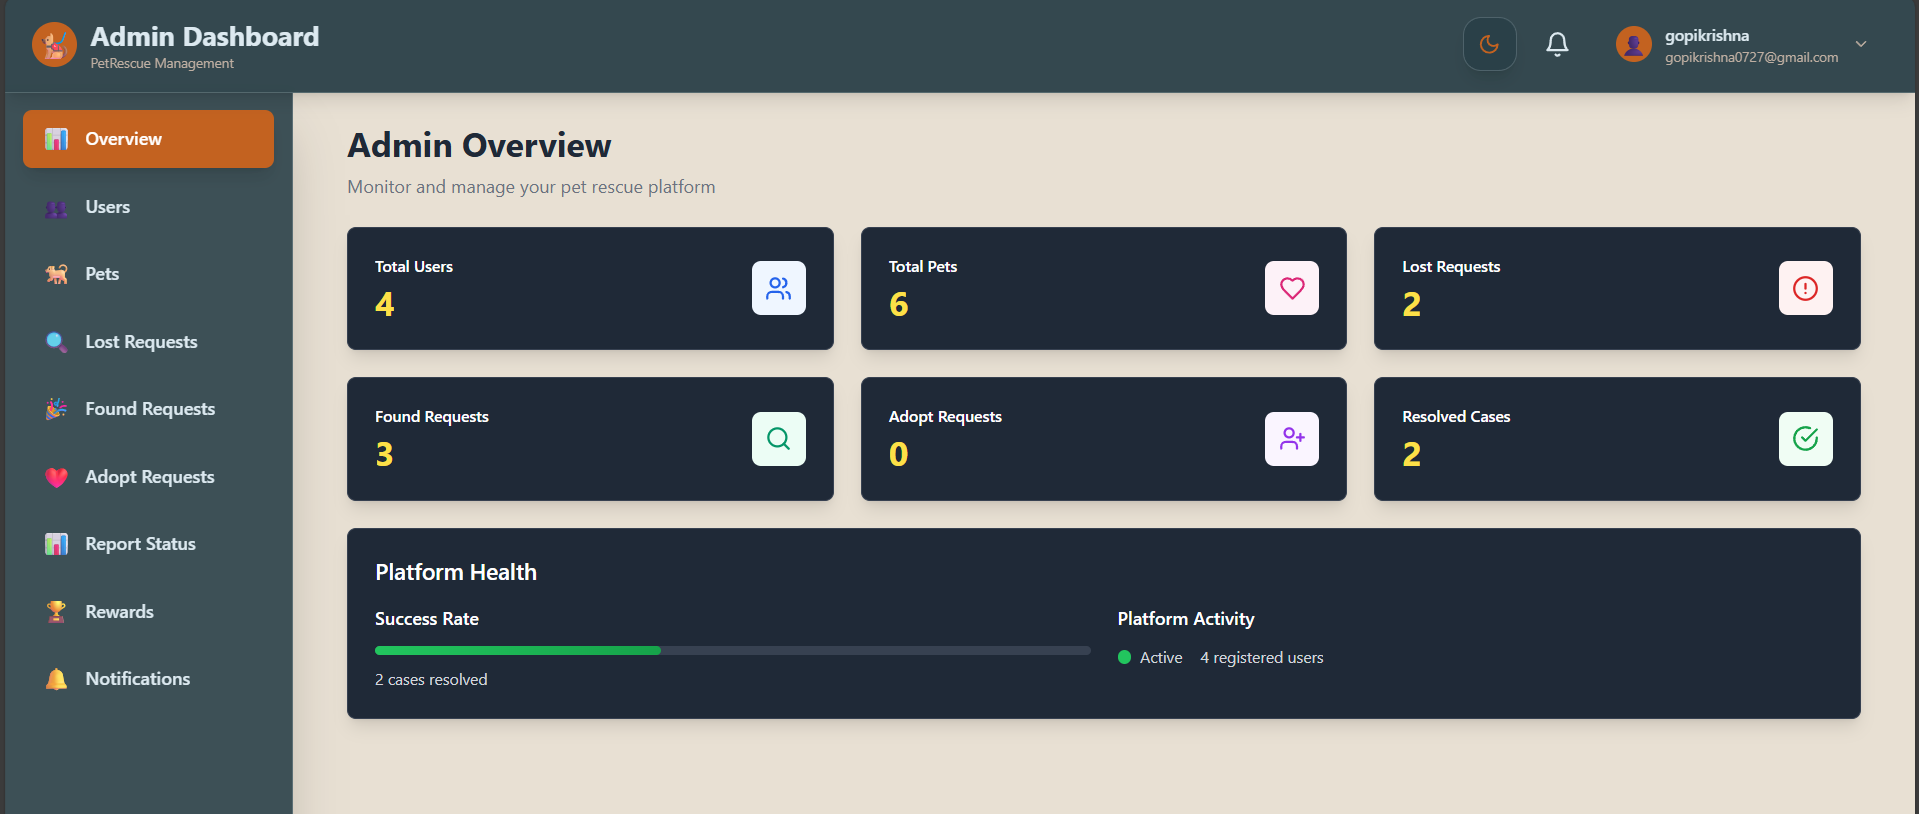 Admin Dashboard
PetRescue Management
gopikrishna
gopikrishna0727@gmail.com
Overview
Users
Pets
Lost Requests
Found Requests
Adopt Requests
Report Status
Rewards
Notifications
Admin Overview
Monitor and manage your pet rescue platform
Total Users
4
Total Pets
6
Lost Requests
2
Found Requests
3
Adopt Requests
0
Resolved Cases
2
Platform Health
Success Rate
2 cases resolved
Platform Activity
Active 4 registered users